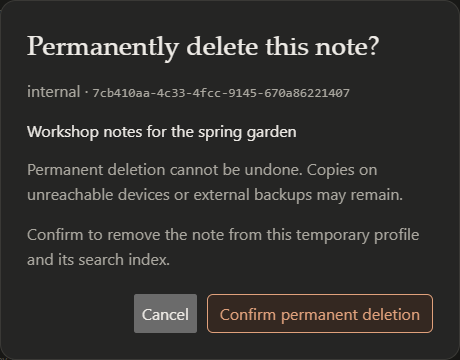 Permanently delete this note?
internal · 7cb410aa-4c33-4fcc-9145-670a86221407
Workshop notes for the spring garden
Permanent deletion cannot be undone. Copies on
unreachable devices or external backups may remain.
Confirm to remove the note from this temporary profile
and its search index.
Cancel
Confirm permanent deletion